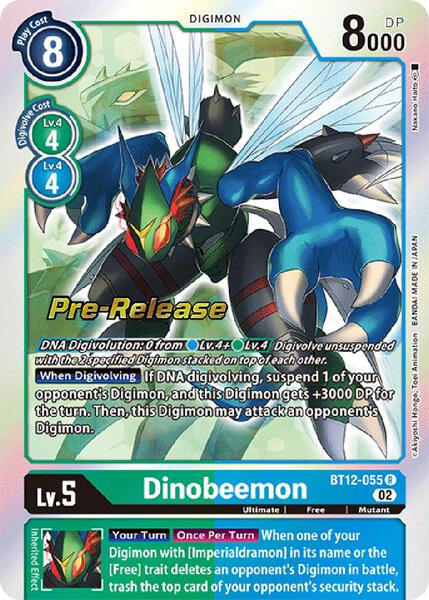 DIGIMON
Play Cost
8
8000
DP
Digivolve Cost
Lv.4
4
Lv.4
4
Nakano Haito
©Akiyoshi Hongo, Toei Animation BANDAI MADE IN JAPAN
Pre-Release
DNA Digivolution: 0 from Lv.4+ Lv.4 Digivolve unsuspended
with the 2 specified Digimon stacked on top of each other.
When Digivolving If DNA digivolving, suspend 1 of your
opponent's Digimon, and this Digimon gets +3000 DP for
the turn. Then, this Digimon may attack an opponent's
Digimon.
Lv.5
Dinobeemon
BT12-055 R
02
Ultimate | Free | Mutant
Inherited Effect
Your Turn Once Per Turn When one of your
Digimon with [Imperialdramon] in its name or the
[Free] trait deletes an opponent's Digimon in battle,
trash the top card of your opponent's security stack.